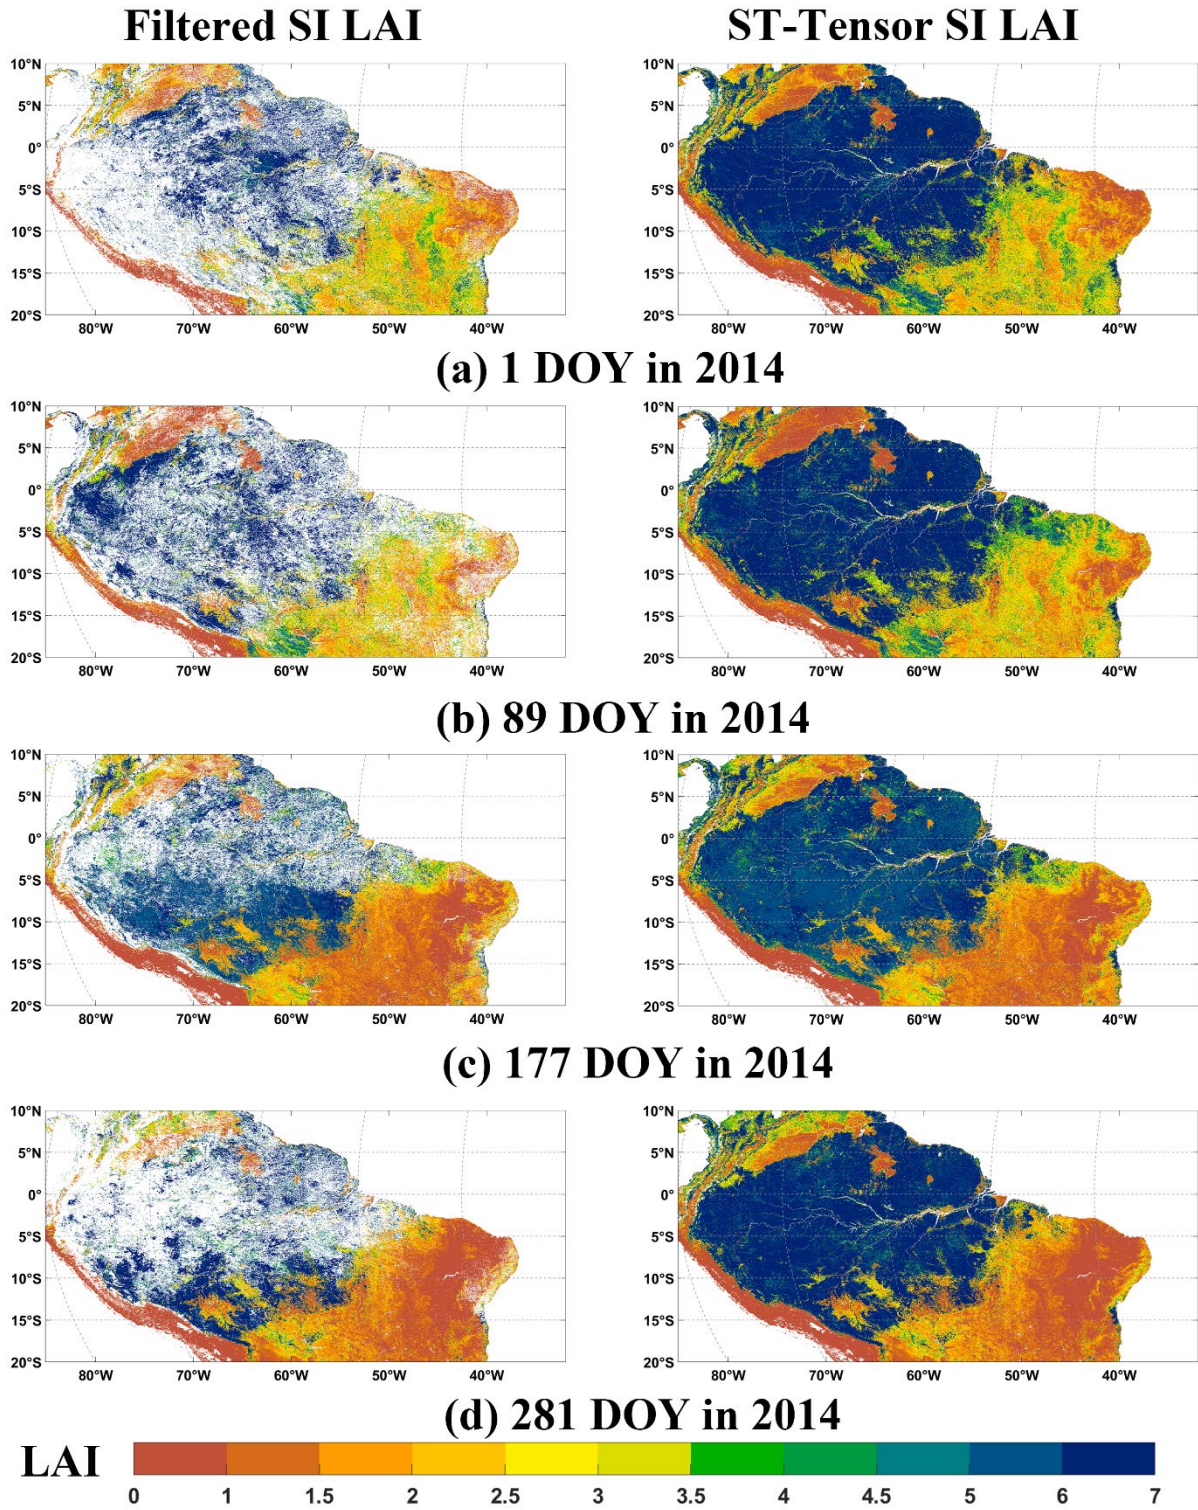 Filtered SI LAI ST-Tensor SI LAI
10°N 10°N
5°N 5°N
0° 0°
5°S 5°S
10°S 10°S
15°S 15°S
20°S 20°S
80°W 70°W 60°W 50°W 40°W 80°W 70°W 60°W 50°W 40°W
(a) 1 DOY in 2014
10°N 10°N
5°N 5°N
0° 0°
5°S 5°S
10°S 10°S
15°S 15°S
20°S 20°S
80°W 70°W 60°W 50°W 40°W 80°W 70°W 60°W 50°W 40°W
(b) 89 DOY in 2014
10°N 10°N
5°N 5°N
0° 0°
5°S 5°S
10°S 10°S
15°S 15°S
20°S 20°S
80°W 70°W 60°W 50°W 40°W 80°W 70°W 60°W 50°W 40°W
(c) 177 DOY in 2014
10°N 10°N
5°N 5°N
0° 0°
5°S 5°S
10°S 10°S
15°S 15°S
20°S 20°S
80°W 70°W 60°W 50°W 40°W 80°W 70°W 60°W 50°W 40°W
(d) 281 DOY in 2014
LAI
0 1 1.5 2 2.5 3 3.5 4 4.5 5 6 7